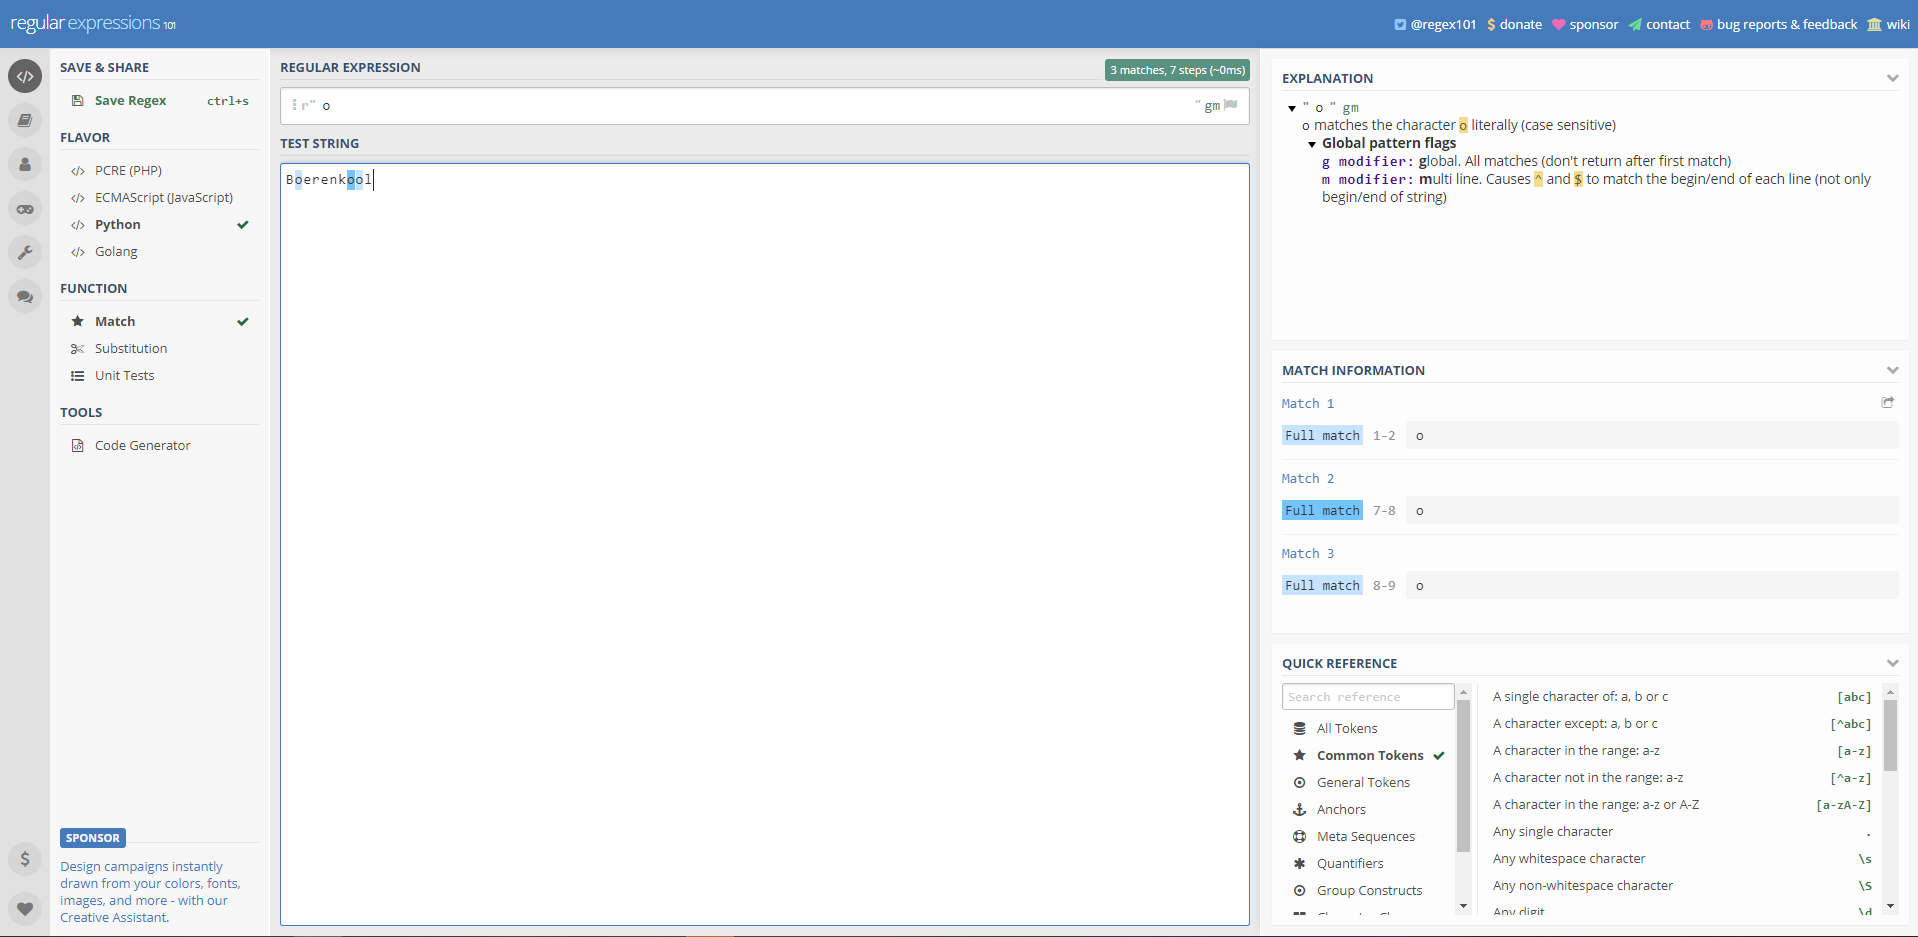 regular expressions 101
@regex101 $ donate sponsor contact bug reports & feedback wiki
SAVE & SHARE
Save Regex ctrl+s
FLAVOR
</> PCRE (PHP)
</> ECMAScript (JavaScript)
</> Python
</> Golang
FUNCTION
Match
Substitution
Unit Tests
TOOLS
Code Generator
SPONSOR
Design campaigns instantly
drawn from your colors, fonts,
images, and more - with our
Creative Assistant.
REGULAR EXPRESSION
3 matches, 7 steps (~0ms)
r" o " gm
TEST STRING
Boerenkool
EXPLANATION
" o " gm
o matches the character o literally (case sensitive)
Global pattern flags
g modifier: global. All matches (don't return after first match)
m modifier: multi line. Causes ^ and $ to match the begin/end of each line (not only
begin/end of string)
MATCH INFORMATION
Match 1
Full match 1-2 o
Match 2
Full match 7-8 o
Match 3
Full match 8-9 o
QUICK REFERENCE
Search reference
All Tokens
Common Tokens
General Tokens
Anchors
Meta Sequences
Quantifiers
Group Constructs
A single character of: a, b or c [abc]
A character except: a, b or c [^abc]
A character in the range: a-z [a-z]
A character not in the range: a-z [^a-z]
A character in the range: a-z or A-Z [a-zA-Z]
Any single character .
Any whitespace character \s
Any non-whitespace character \S
Any digit \d